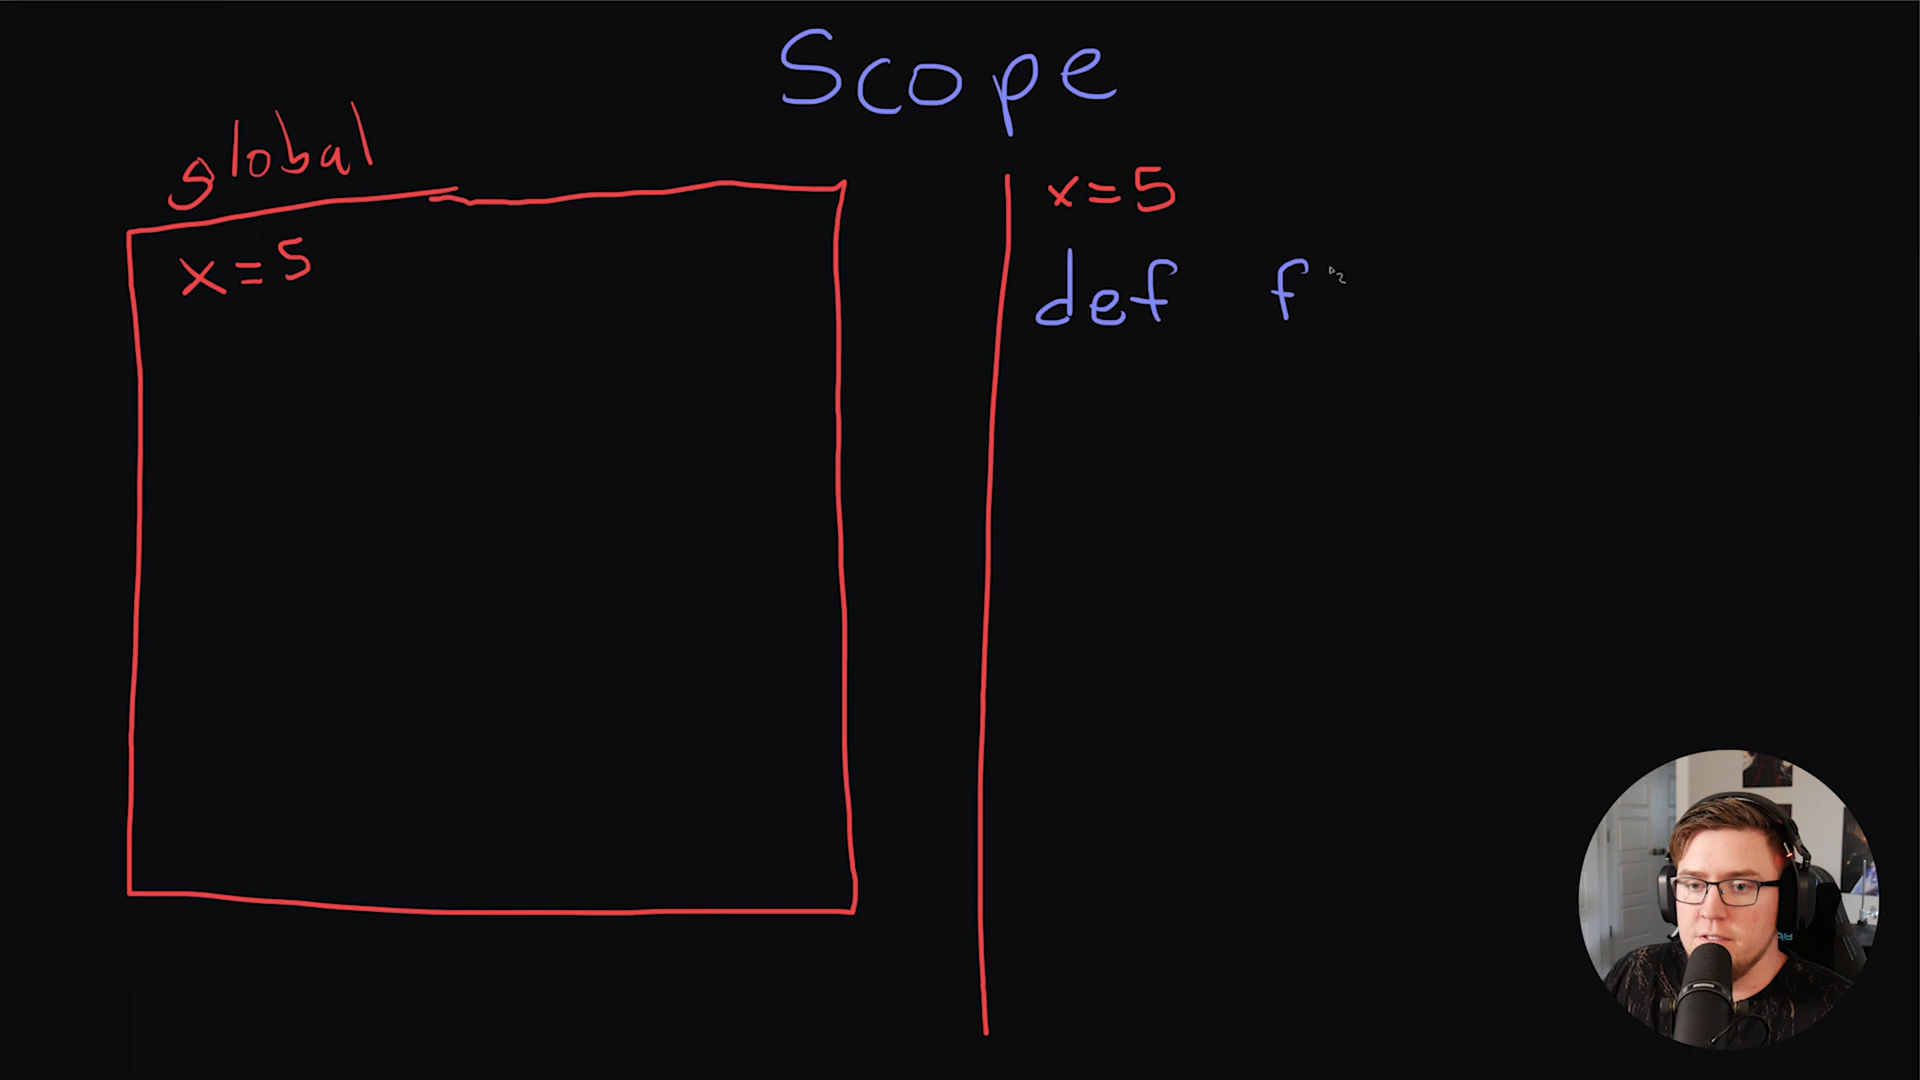 Scope
global
x = 5
x = 5
def f